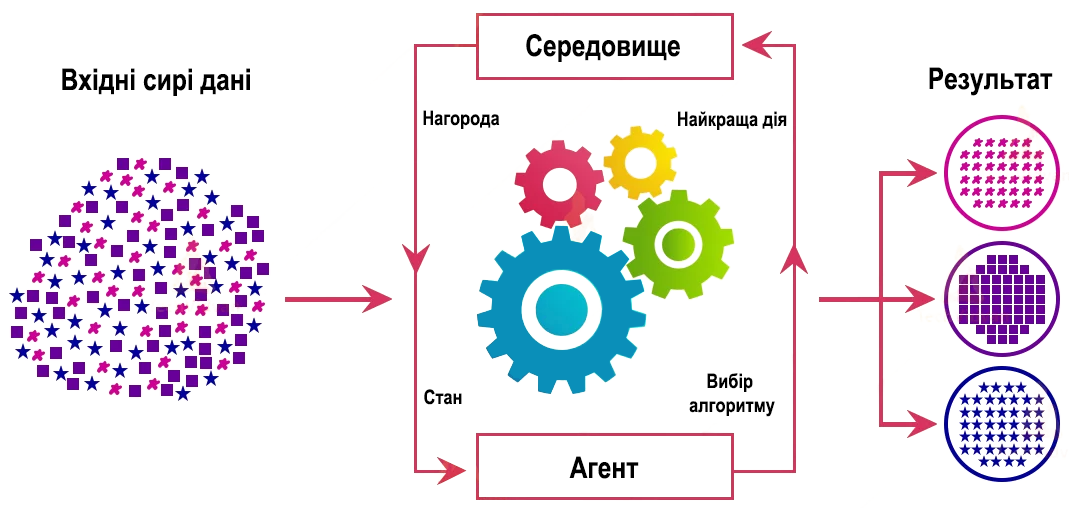 Вхідні сирі дані
Середовище
Результат
Нагорода
Найкраща дія
Стан
Вибір
алгоритму
Агент